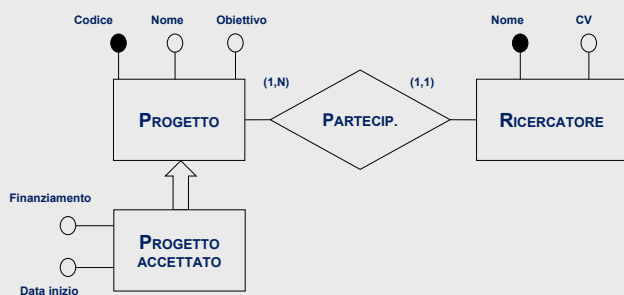 Codice
Nome
Obiettivo
Nome
CV
(1,N)
(1,1)
PROGETTO
PARTECIP.
RICERCATORE
Finanziamento
PROGETTO
ACCETTATO
Data inizio